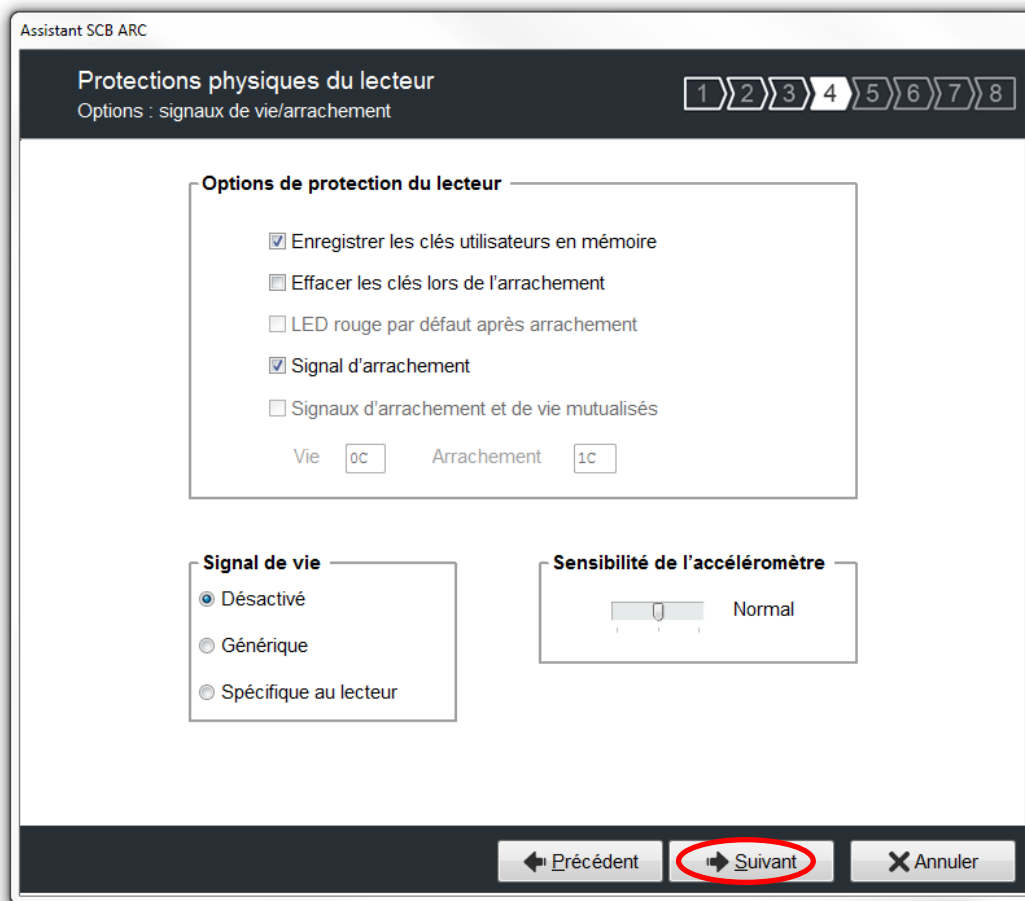 Assistant SCB ARC
Protections physiques du lecteur
Options : signaux de vie/arrachement
1 2 3 4 5 6 7 8
Options de protection du lecteur
Enregistrer les clés utilisateurs en mémoire
Effacer les clés lors de l'arrachement
LED rouge par défaut après arrachement
Signal d'arrachement
Signaux d'arrachement et de vie mutualisés
Vie 0C Arrachement 1C
Signal de vie
Désactivé
Générique
Spécifique au lecteur
Sensibilité de l'accéléromètre
Normal
Précédent Suivant Annuler